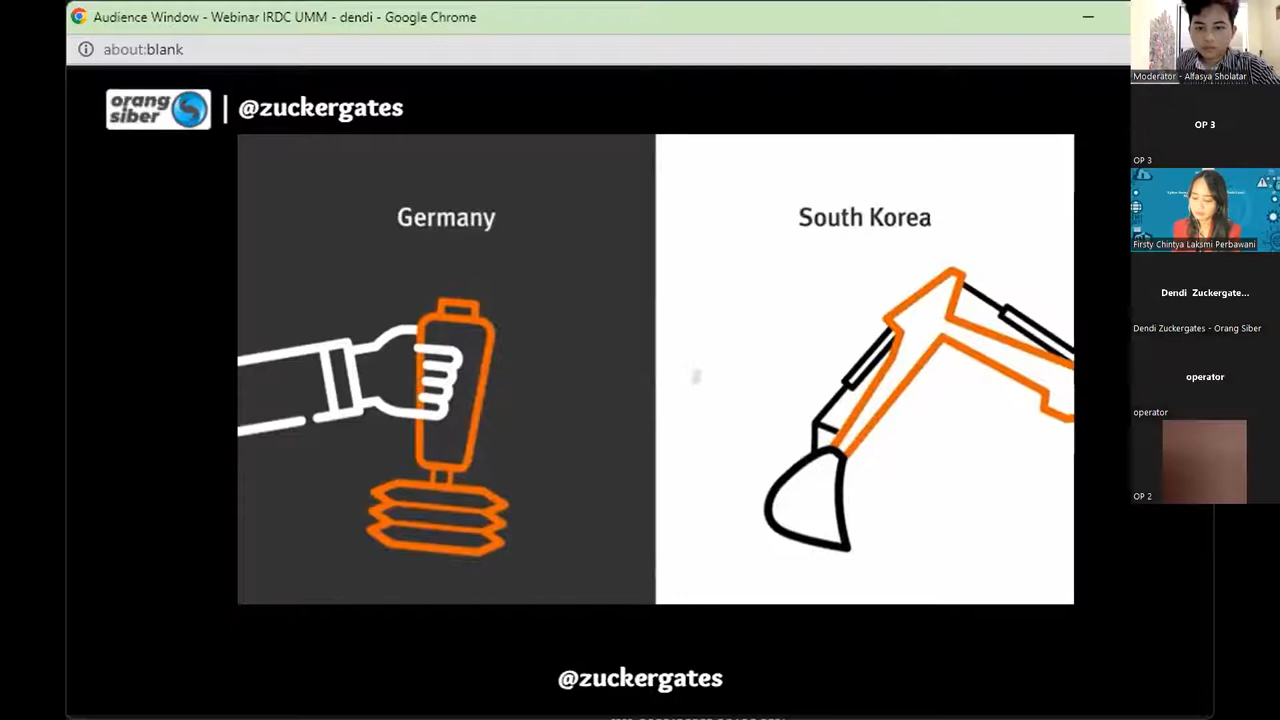 Audience Window - Webinar IRDC UMM - dendi - Google Chrome
about:blank
orang siber
| @zuckergates
Germany
South Korea
@zuckergates
Moderator - Alfasya Sholatar
OP 3
OP 3
Firsty Chintya Laksmi Perbawani
Dendi Zuckergate...
Dendi Zuckergates - Orang Siber
operator
operator
OP 2